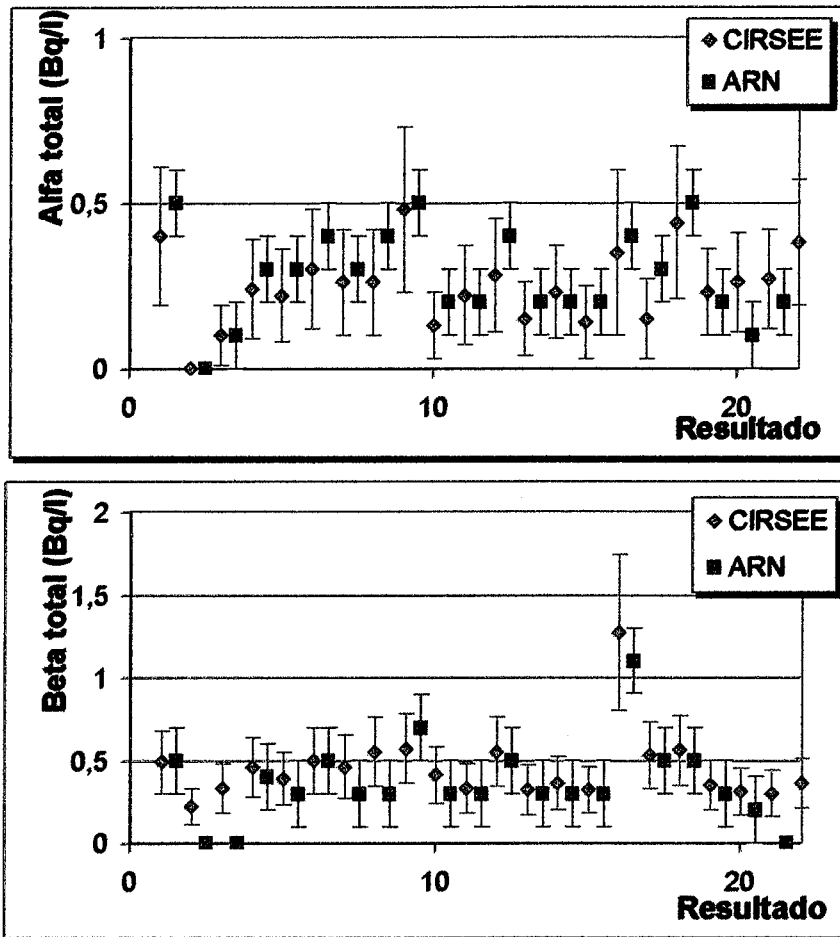 Alfa total (Bq/l)
1
0,5
0
CIRSEE
ARN
0
10
20
Resultado
Beta total (Bq/l)
2
1,5
1
0,5
0
CIRSEE
ARN
0
10
20
Resultado